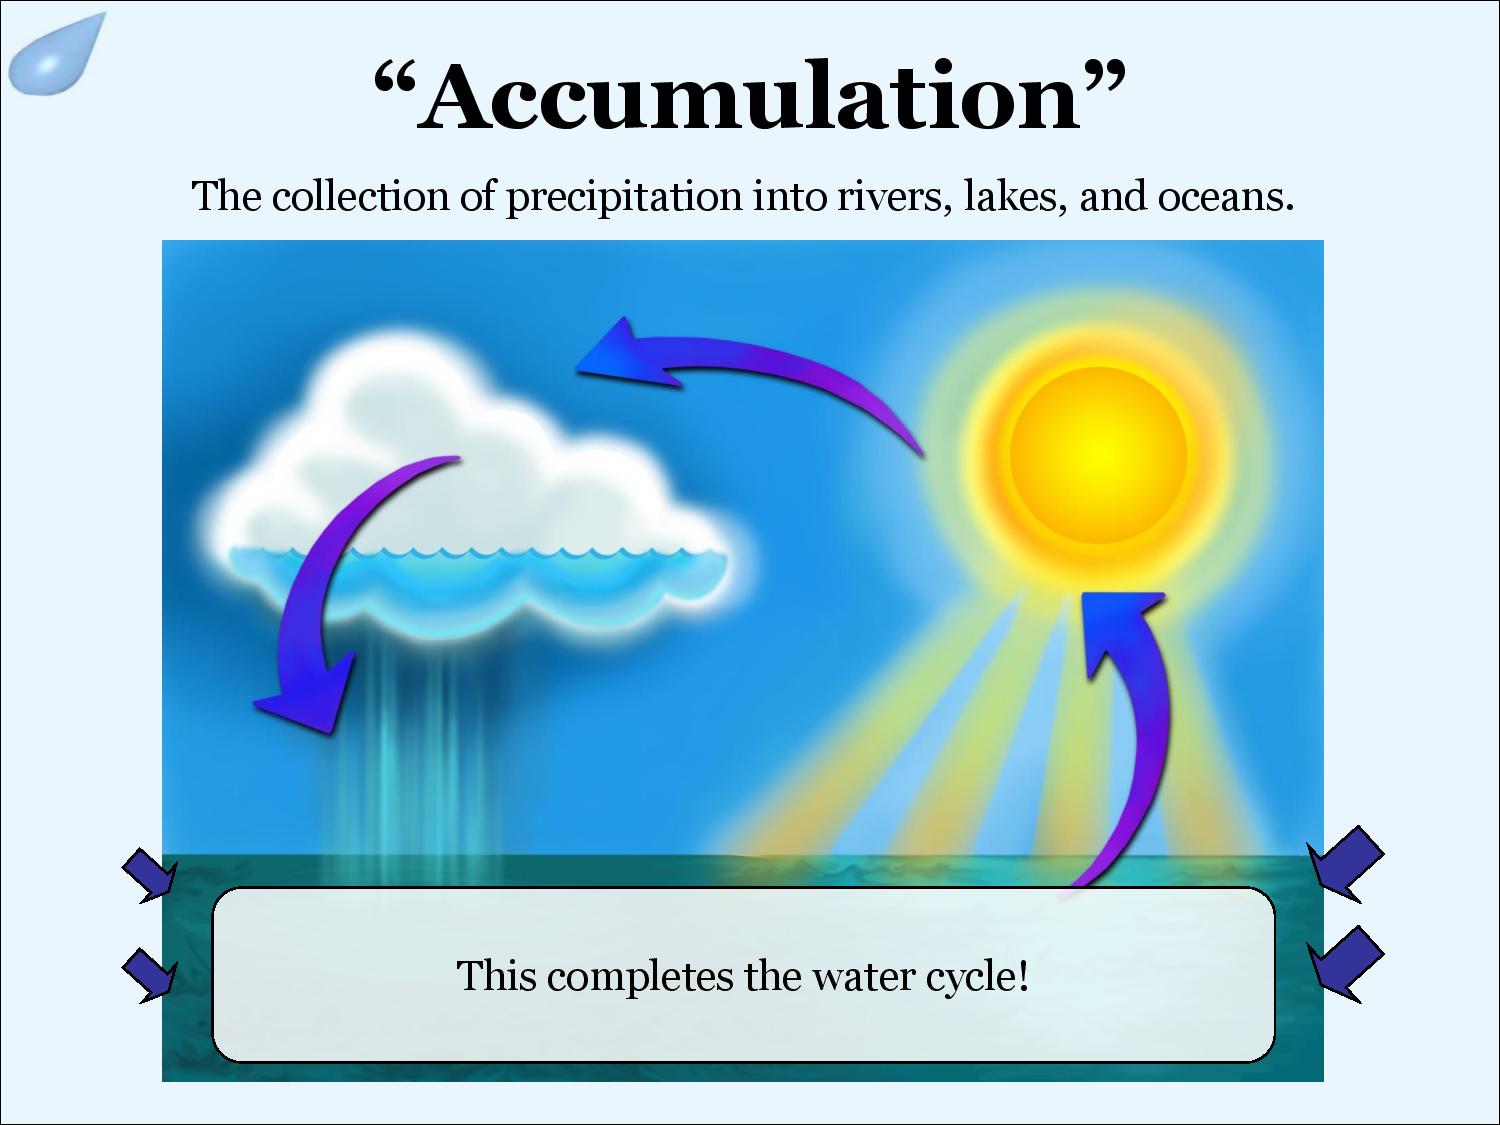 “Accumulation”
The collection of precipitation into rivers, lakes, and oceans.
This completes the water cycle!